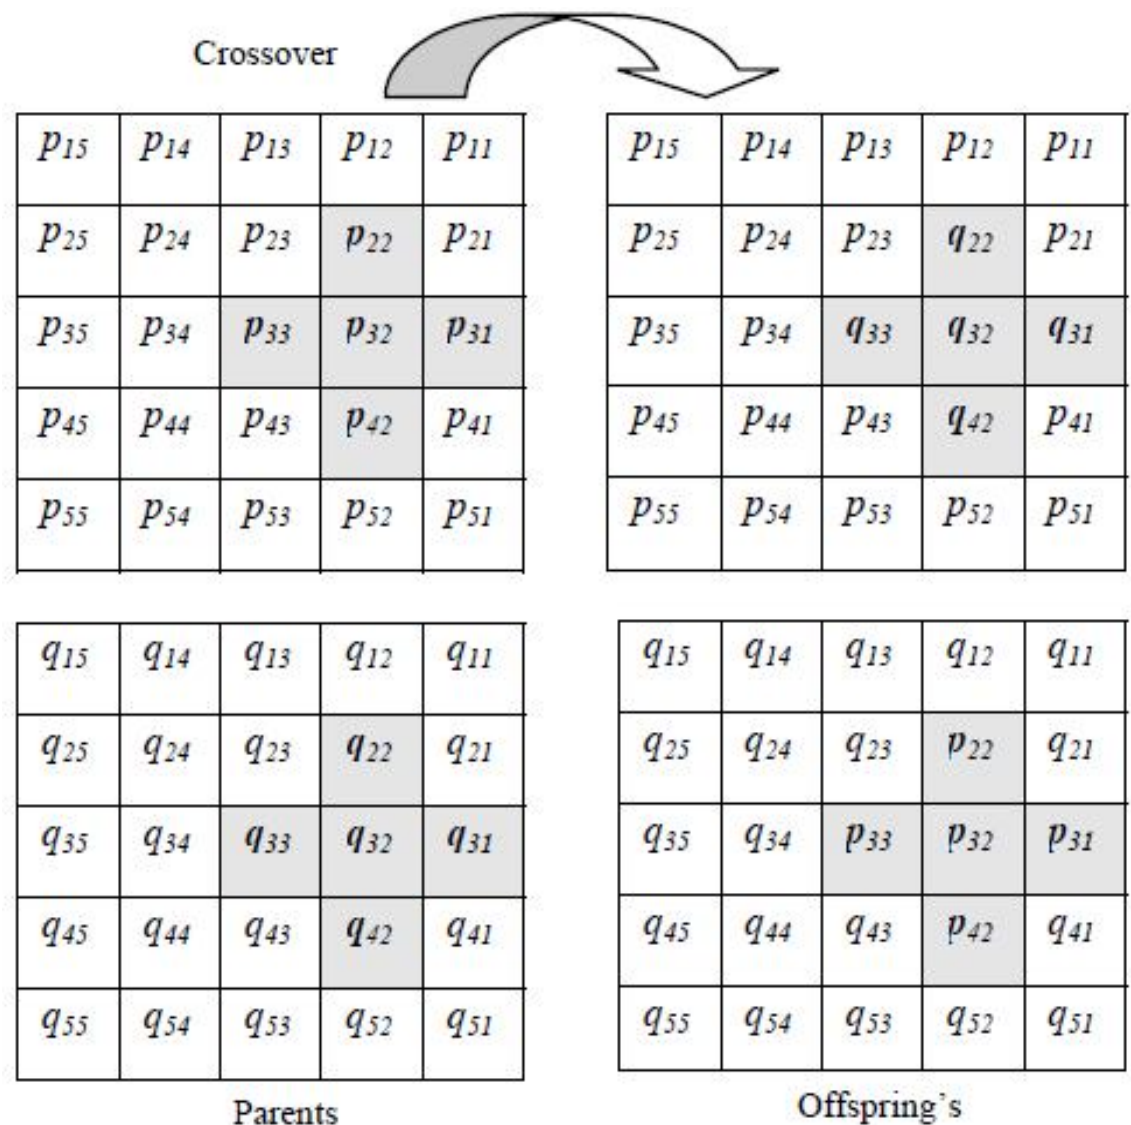 Crossover
p15 p14 p13 p12 p11 p15 p14 p13 p12 p11
p25 p24 p23 p22 p21 p25 p24 p23 q22 p21
p35 p34 p33 p32 p31 p35 p34 q33 q32 q31
p45 p44 p43 p42 p41 p45 p44 p43 q42 p41
p55 p54 p53 p52 p51 p55 p54 p53 p52 p51
q15 q14 q13 q12 q11 q15 q14 q13 q12 q11
q25 q24 q23 q22 q21 q25 q24 q23 p22 q21
q35 q34 q33 q32 q31 q35 q34 p33 p32 p31
q45 q44 q43 q42 q41 q45 q44 q43 p42 q41
q55 q54 q53 q52 q51 q55 q54 q53 q52 q51
Parents Offspring's